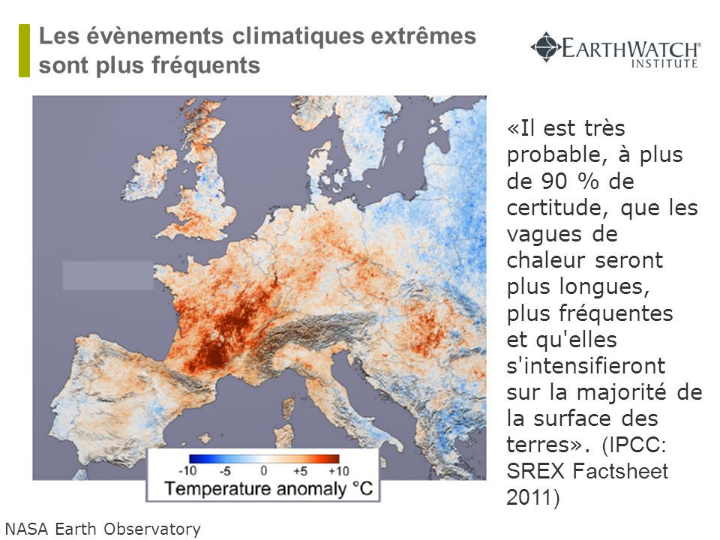 Les évènements climatiques extrêmes
sont plus fréquents
EARTHWATCH®
INSTITUTE
«Il est très
probable, à plus
de 90 % de
certitude, que les
vagues de
chaleur seront
plus longues,
plus fréquentes
et qu'elles
s'intensifieront
sur la majorité de
la surface des
terres». (IPCC:
SREX Factsheet
2011)
-10 -5 0 +5 +10
Temperature anomaly °C
NASA Earth Observatory